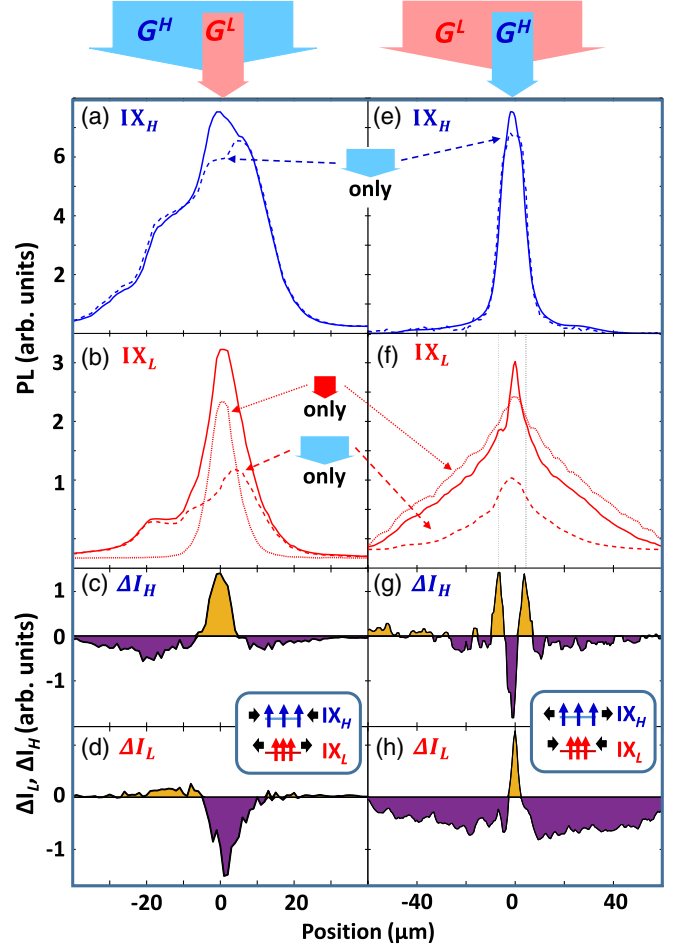 G^H G^L G^L G^H
(a) IX_H (e) IX_H
6
4
2
only
PL (arb. units)
(b) IX_L (f) IX_L
3
2
1
only
only
(c) ΔI_H (g) ΔI_H
1
0
-1
IX_H IX_H
IX_L IX_L
ΔI_L, ΔI_H (arb. units)
(d) ΔI_L (h) ΔI_L
0
-1
-20 0 20 -40 0 40
Position (μm)